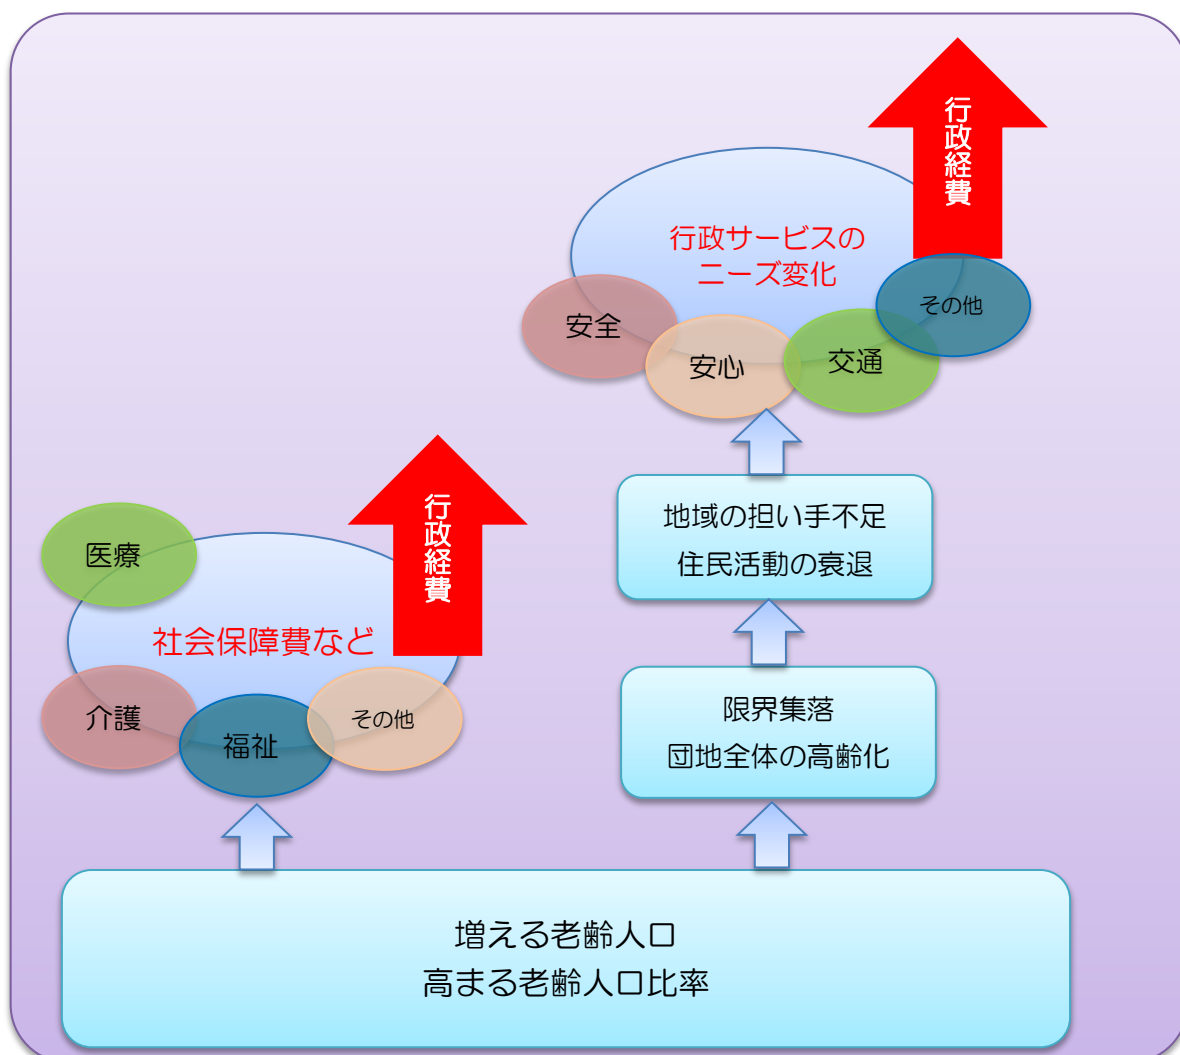 行政経費
行政サービスの
ニーズ変化
安全
安心
交通
その他
地域の担い手不足
住民活動の衰退
限界集落
団地全体の高齢化
行政経費
医療
社会保障費など
介護
福祉
その他
増える老齢人口
高まる老齢人口比率